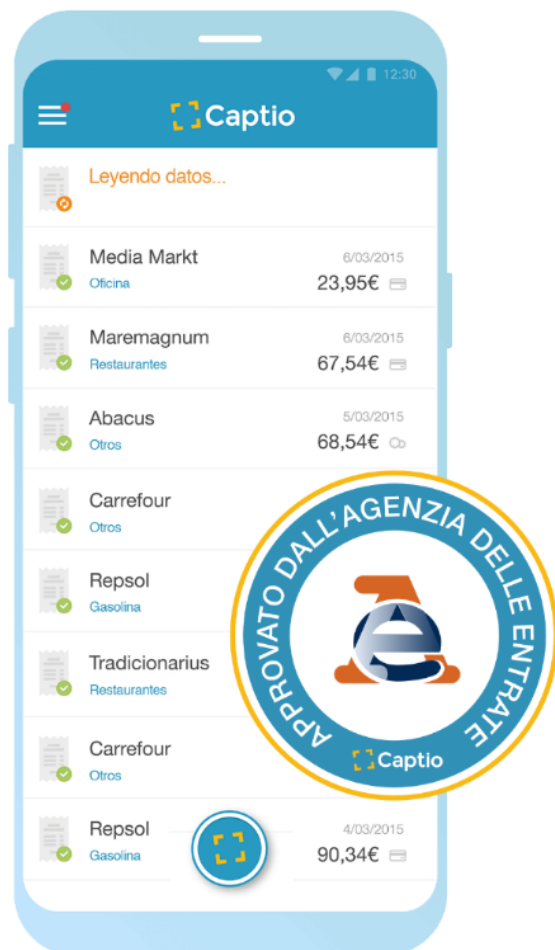 12:30
Captio
Leyendo datos...
Media Markt
6/03/2015
Oficina
23,95€
Maremagnum
6/03/2015
Restaurantes
67,54€
Abacus
5/03/2015
Otros
68,54€
Carrefour
Otros
Repsol
Gasolina
Tradicionarius
Restaurantes
Carrefour
Otros
Repsol
4/03/2015
Gasolina
90,34€
APPROVATO DALL'AGENZIA DELLE ENTRATE
Captio